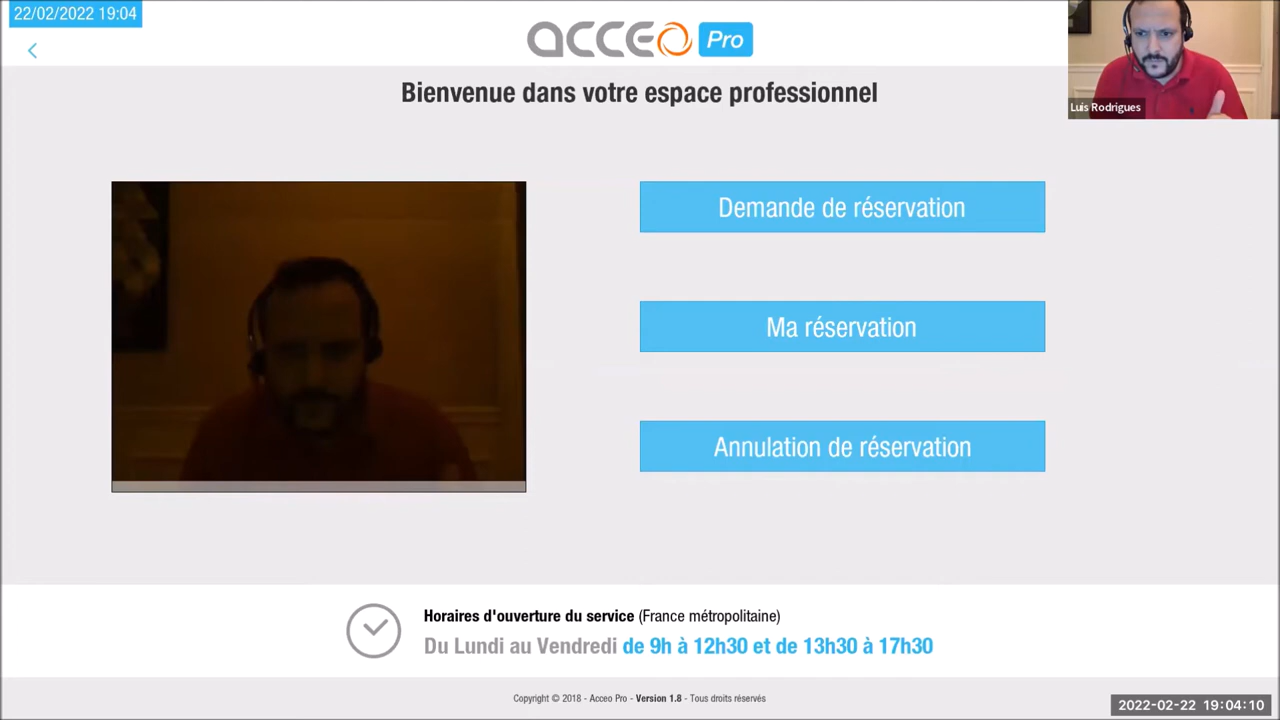 22/02/2022 19:04
acceo Pro
Bienvenue dans votre espace professionnel
Luis Rodrigues
Demande de réservation
Ma réservation
Annulation de réservation
Horaires d'ouverture du service (France métropolitaine)
Du Lundi au Vendredi de 9h à 12h30 et de 13h30 à 17h30
Copyright © 2018 - Acceo Pro - Version 1.8 - Tous droits réservés
2022-02-22 19:04:10